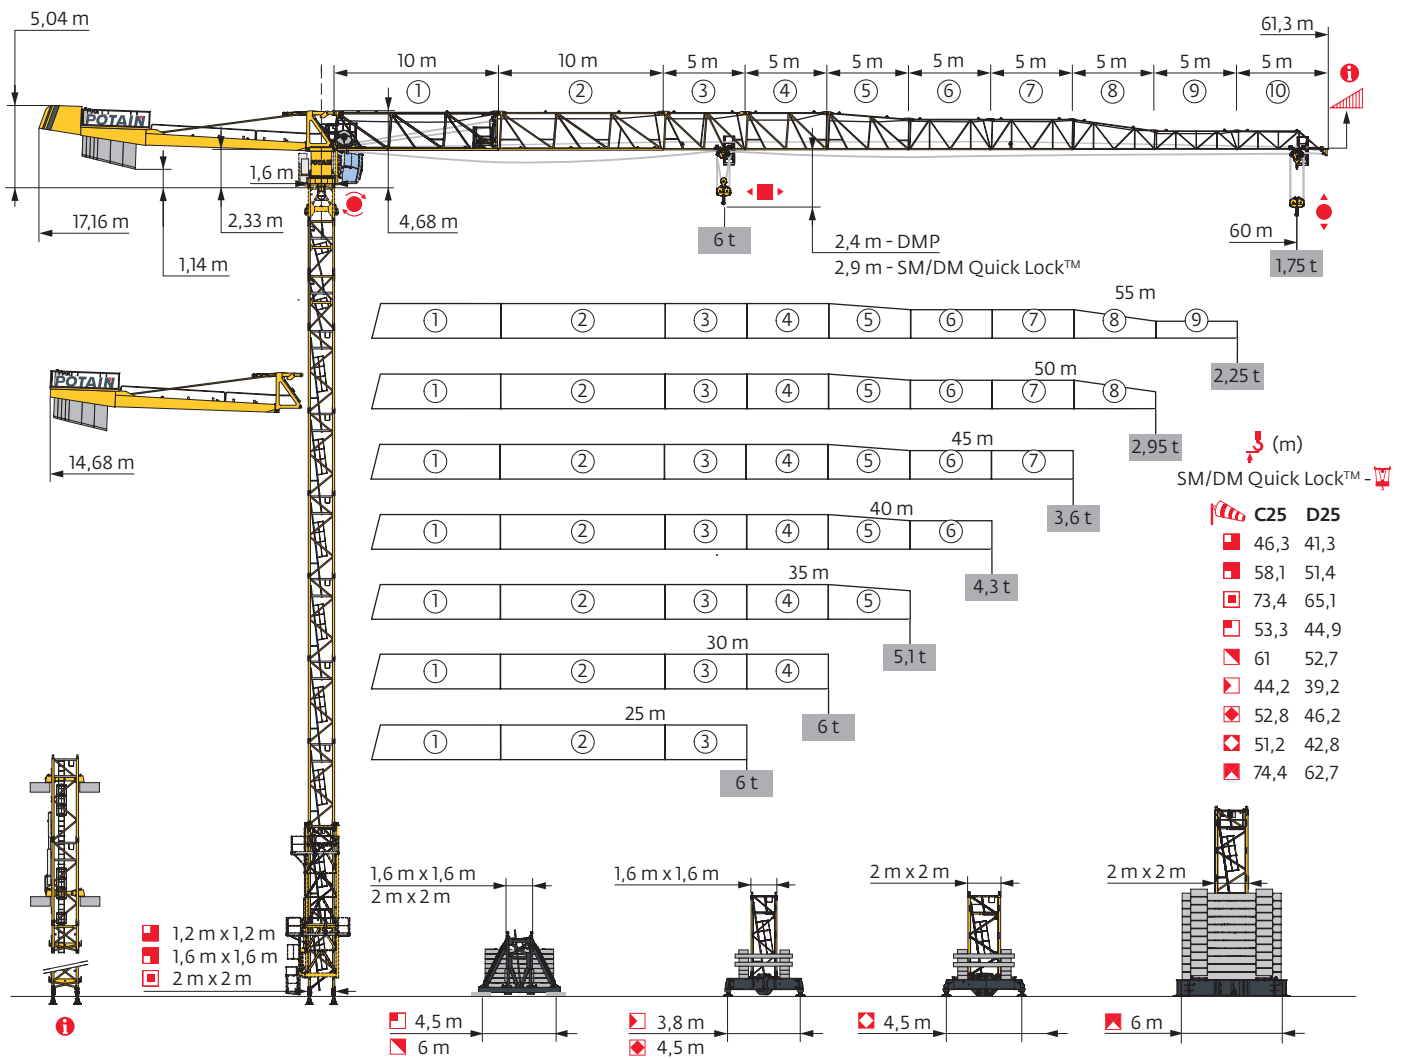 5,04 m
61,3 m
10 m 10 m 5 m 5 m 5 m 5 m 5 m 5 m 5 m 5 m
1 2 3 4 5 6 7 8 9 10
i
POTAIN
POTAIN
1,6 m
17,16 m
2,33 m
4,68 m
1,14 m
6 t
2,4 m - DMP
2,9 m - SM/DM Quick Lock™
60 m
1,75 t
55 m
1 2 3 4 5 6 7 8 9
2,25 t
50 m
POTAIN
1 2 3 4 5 6 7 8
2,95 t
14,68 m
45 m
1 2 3 4 5 6 7
3,6 t
(m)
SM/DM Quick Lock™ -
C25 D25
46,3 41,3
58,1 51,4
73,4 65,1
53,3 44,9
61 52,7
44,2 39,2
52,8 46,2
51,2 42,8
74,4 62,7
40 m
1 2 3 4 5 6
4,3 t
35 m
1 2 3 4 5
5,1 t
30 m
1 2 3 4
6 t
25 m
1 2 3
6 t
1,2 m x 1,2 m
1,6 m x 1,6 m
2 m x 2 m
i
1,6 m x 1,6 m
2 m x 2 m
4,5 m
6 m
1,6 m x 1,6 m
3,8 m
4,5 m
2 m x 2 m
4,5 m
2 m x 2 m
6 m